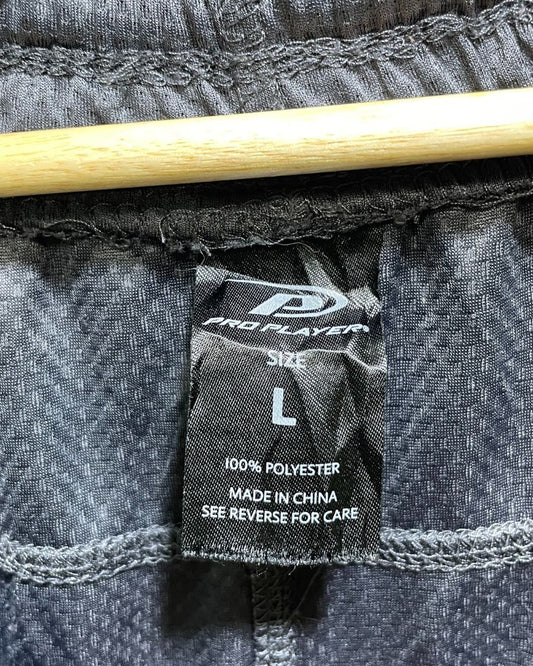 PRO PLAYER®
SIZE
L
100% POLYESTER
MADE IN CHINA
SEE REVERSE FOR CARE